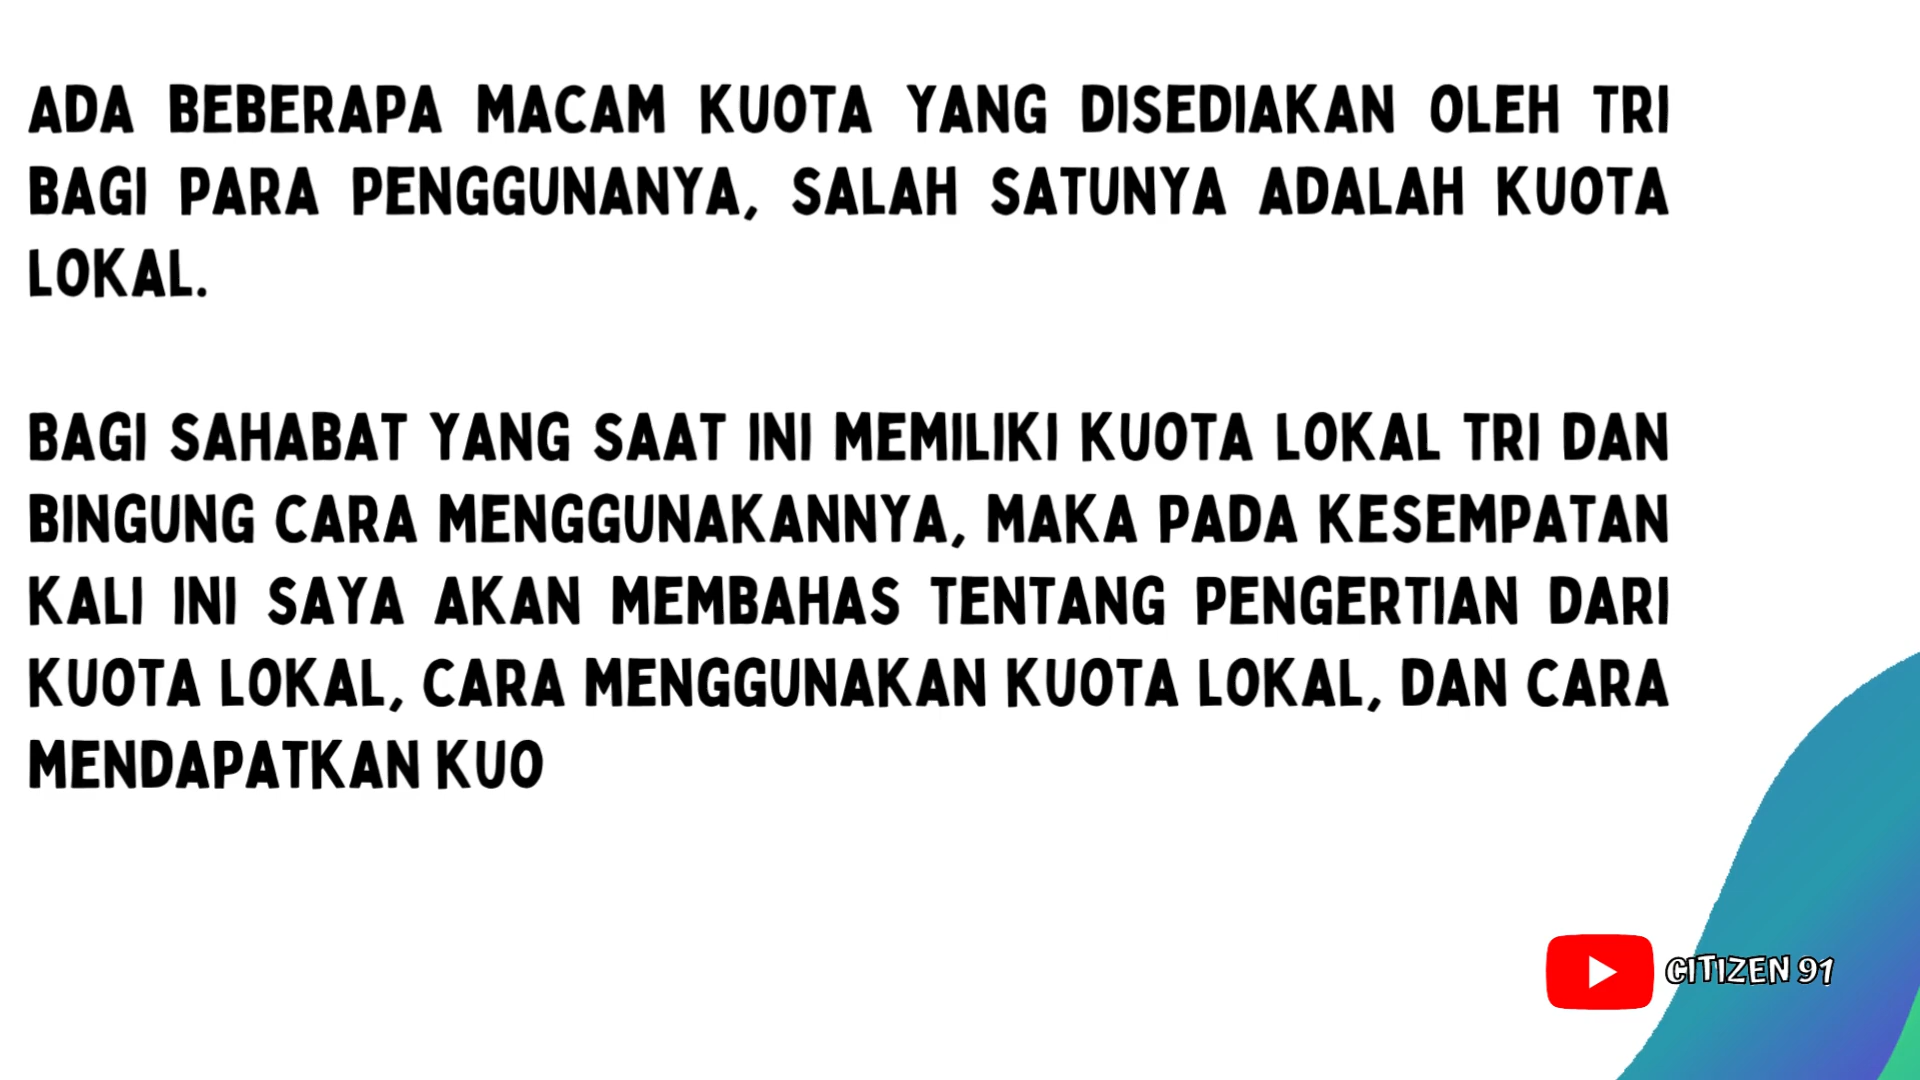 ADA BEBERAPA MACAM KUOTA YANG DISEDIAKAN OLEH TRI
BAGI PARA PENGGUNANYA, SALAH SATUNYA ADALAH KUOTA
LOKAL.
BAGI SAHABAT YANG SAAT INI MEMILIKI KUOTA LOKAL TRI DAN
BINGUNG CARA MENGGUNAKANNYA, MAKA PADA KESEMPATAN
KALI INI SAYA AKAN MEMBAHAS TENTANG PENGERTIAN DARI
KUOTA LOKAL, CARA MENGGUNAKAN KUOTA LOKAL, DAN CARA
MENDAPATKAN KUO
CITIZEN 91